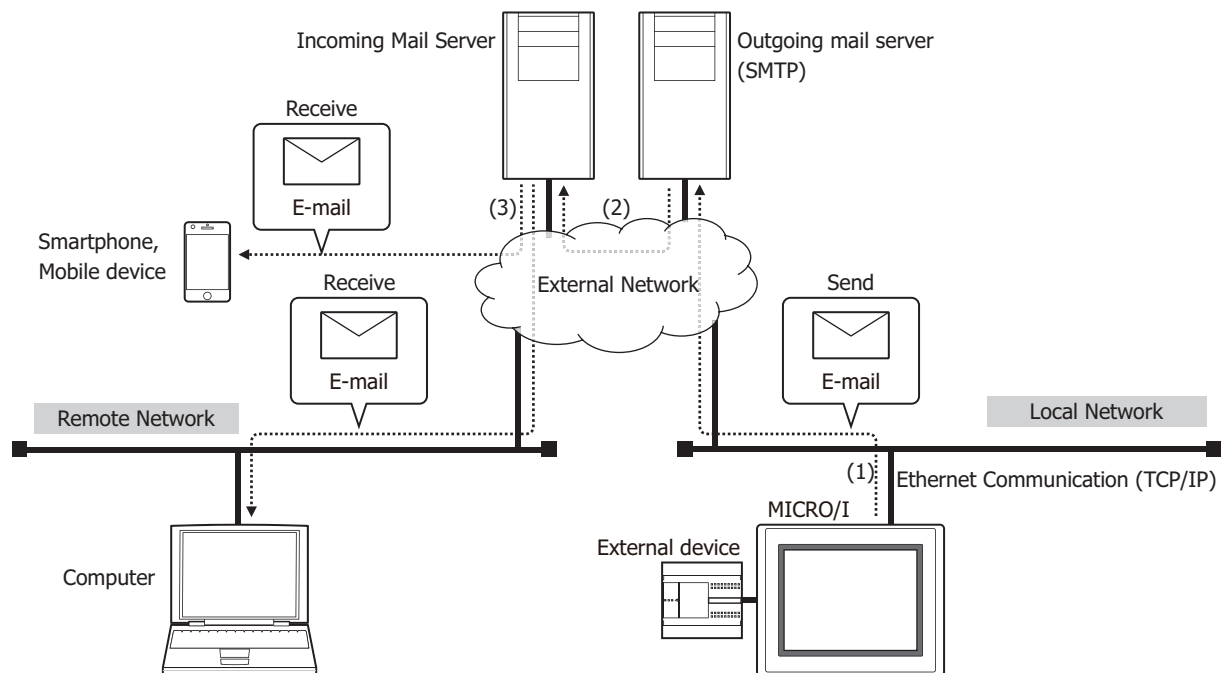 Incoming Mail Server
Outgoing mail server
(SMTP)
Receive
E-mail
(3)
(2)
Smartphone,
Mobile device
External Network
Receive
E-mail
Send
E-mail
Remote Network
Local Network
(1)
Ethernet Communication (TCP/IP)
MICRO/I
External device
Computer